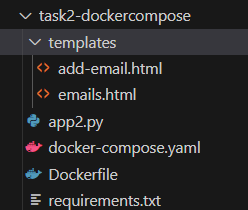 task2-dockercompose
templates
add-email.html
emails.html
app2.py
docker-compose.yaml
Dockerfile
requirements.txt